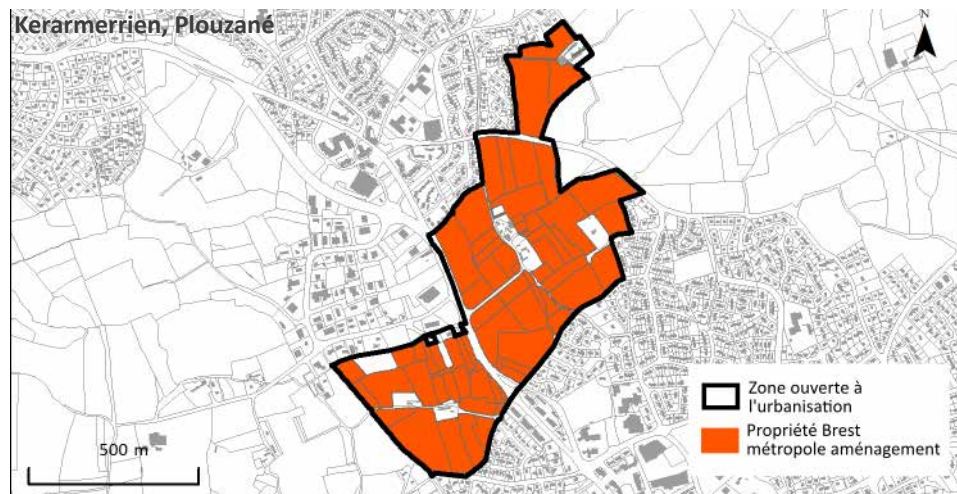 Kerarmerrien, Plouzané
N
Zone ouverte à
l'urbanisation
Propriété Brest
métropole aménagement
500 m